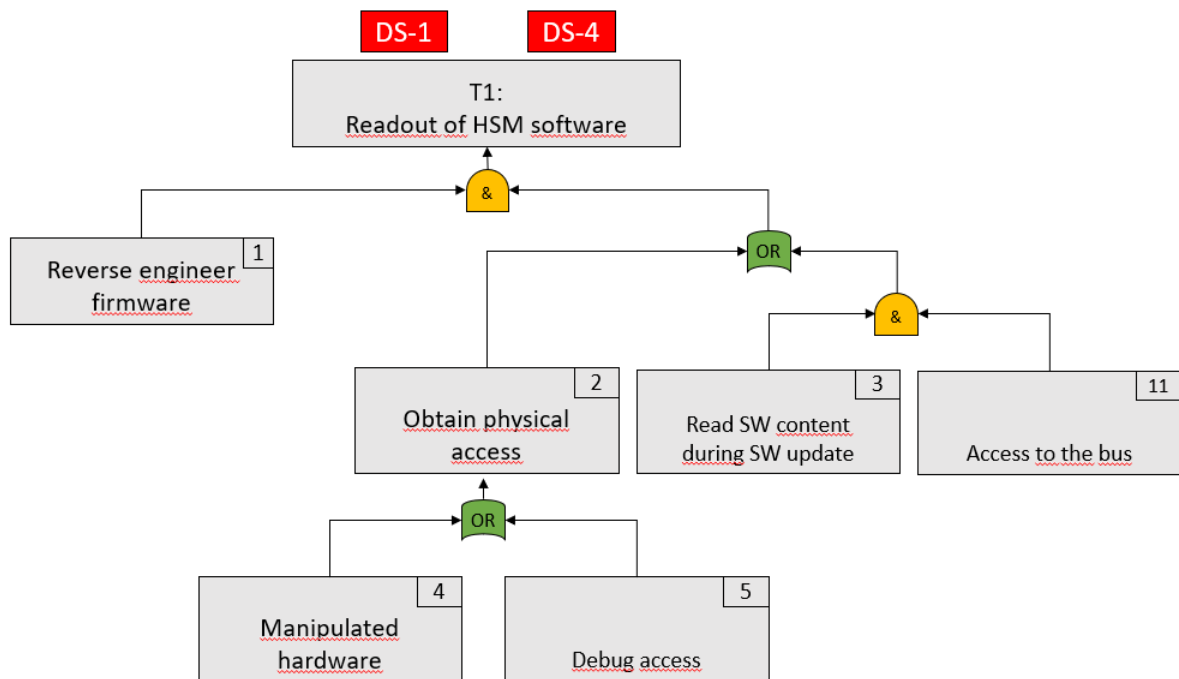 DS-1
DS-4
T1:
Readout of HSM software
&
1
Reverse engineer
firmware
OR
&
2
Obtain physical
access
3
Read SW content
during SW update
11
Access to the bus
OR
4
Manipulated
hardware
5
Debug access